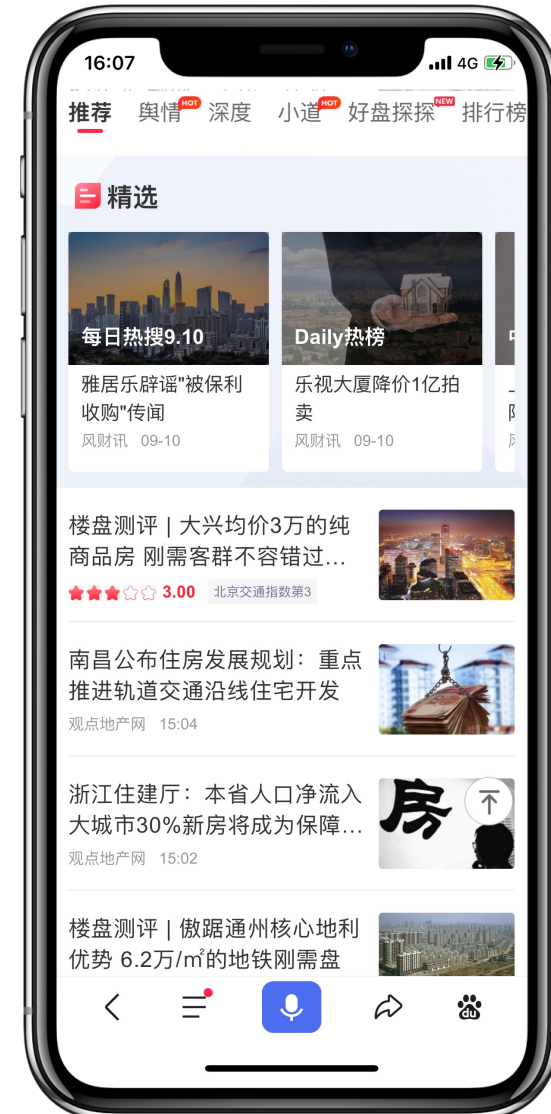 16:07
4G
推荐 舆情 HOT 深度 小道 HOT 好盘探探 NEW 排行榜
精选
每日热搜9.10
雅居乐辟谣"被保利
收购"传闻
风财讯 09-10
Daily热榜
乐视大厦降价1亿拍
卖
风财讯 09-10
楼盘测评 | 大兴均价3万的纯
商品房 刚需客群不容错过...
3.00 北京交通指数第3
南昌公布住房发展规划：重点
推进轨道交通沿线住宅开发
观点地产网 15:04
浙江住建厅：本省人口净流入
大城市30%新房将成为保障...
观点地产网 15:02
房
楼盘测评 | 傲踞通州核心地利
优势 6.2万/㎡的地铁刚需盘
du